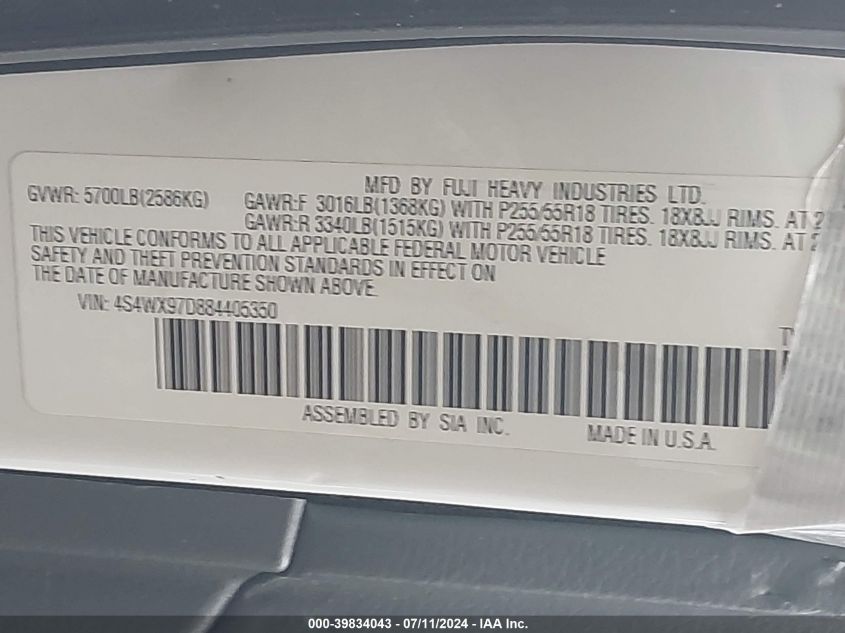 MFD BY FUJI HEAVY INDUSTRIES LTD.
GVWR: 5700LB(2586KG) GAWR:F 3016LB(1368KG) WITH P255/55R18 TIRES. 18X8JJ RIMS. AT 2
GAWR:R 3340LB(1515KG) WITH P255/55R18 TIRES. 18X8JJ RIMS. AT 2
THIS VEHICLE CONFORMS TO ALL APPLICABLE FEDERAL MOTOR VEHICLE
SAFETY AND THEFT PREVENTION STANDARDS IN EFFECT ON
THE DATE OF MANUFACTURE SHOWN ABOVE.
VIN: 4S4WX97D884405350
ASSEMBLED BY SIA INC. MADE IN U.S.A.
000-39834043 - 07/11/2024 - IAA Inc.